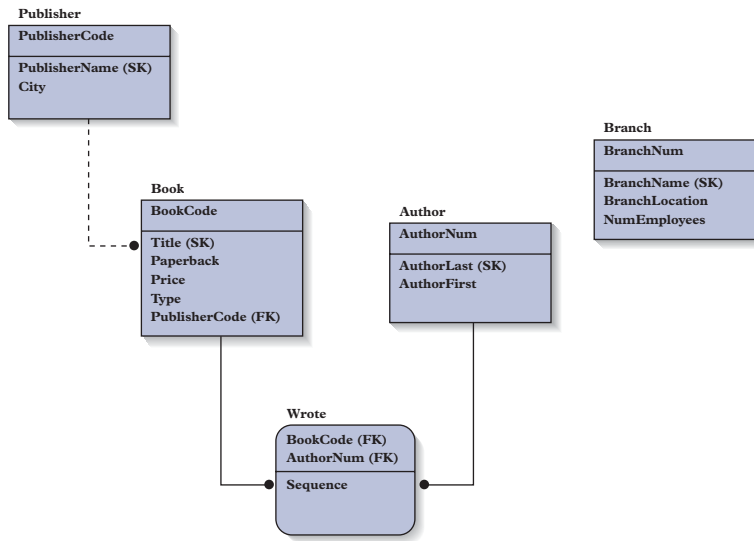 Publisher
PublisherCode
PublisherName (SK)
City
Branch
BranchNum
BranchName (SK)
BranchLocation
NumEmployees
Book
BookCode
Title (SK)
Paperback
Price
Type
PublisherCode (FK)
Author
AuthorNum
AuthorLast (SK)
AuthorFirst
Wrote
BookCode (FK)
AuthorNum (FK)
Sequence